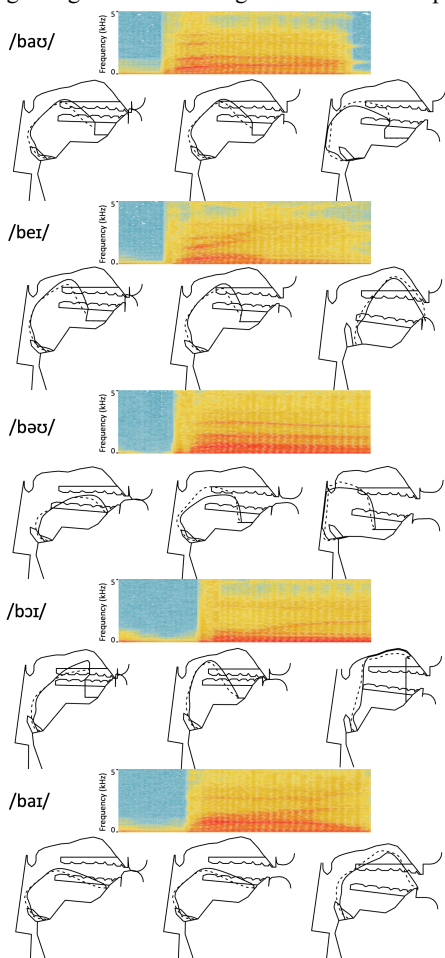 /baʊ/
5
Frequency (kHz)
0
/beɪ/
5
Frequency (kHz)
0
/bəʊ/
5
Frequency (kHz)
0
/bɔɪ/
5
Frequency (kHz)
0
/baɪ/
5
Frequency (kHz)
0